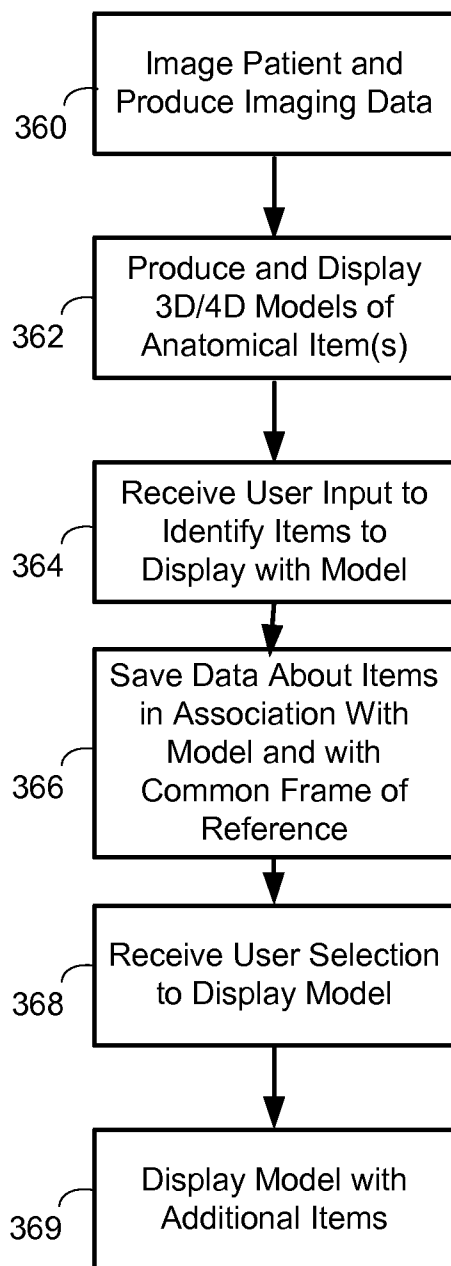 Image Patient and
Produce Imaging Data
360
Produce and Display
3D/4D Models of
Anatomical Item(s)
362
Receive User Input to
Identify Items to
Display with Model
364
Save Data About Items
in Association With
Model and with
Common Frame of
Reference
366
Receive User Selection
to Display Model
368
Display Model with
Additional Items
369